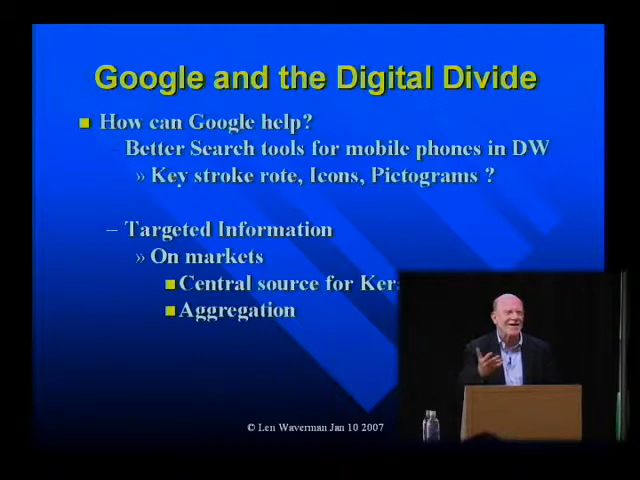 Google and the Digital Divide
How can Google help?
– Better Search tools for mobile phones in DW
» Key stroke rote, Icons, Pictograms ?
– Targeted Information
» On markets
Central source for
Aggregation
© Len Waverman Jan 10 2007